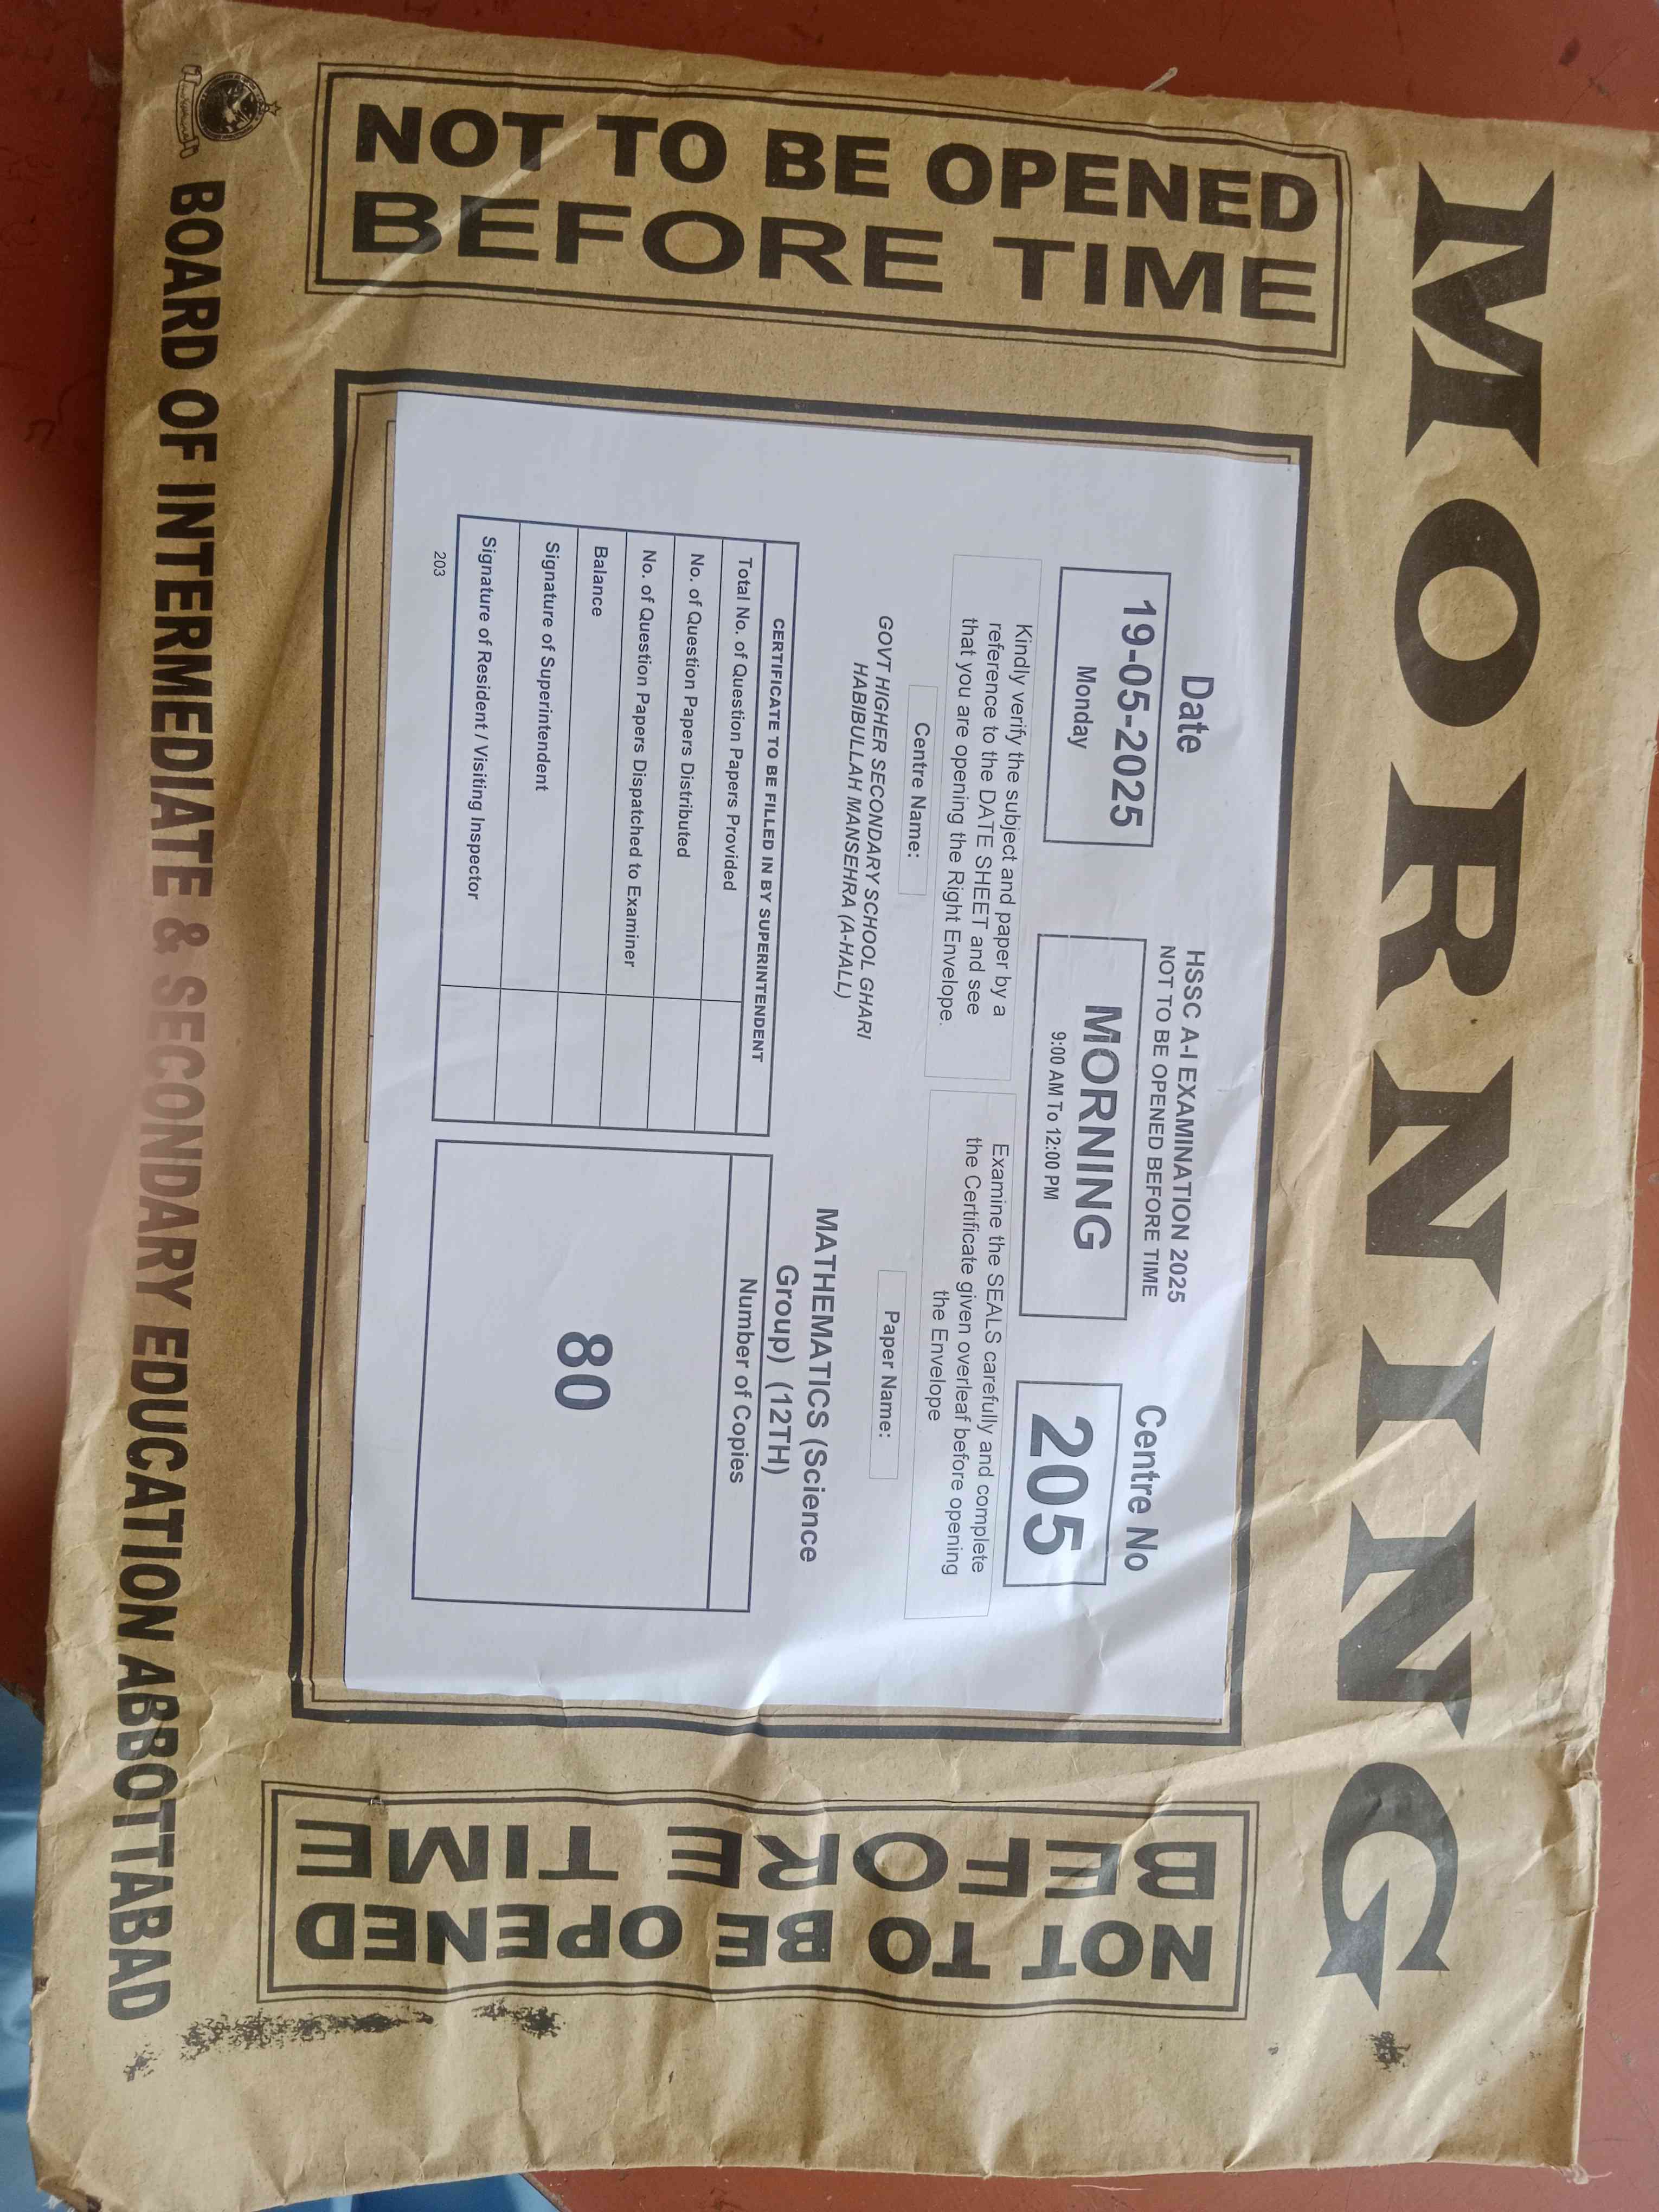 MORNING
NOT TO BE OPENED
BEFORE TIME
Date
19-05-2025
Monday
HSSC A-I EXAMINATION 2025
NOT TO BE OPENED BEFORE TIME
MORNING
9:00 AM To 12:00 PM
Centre No
205
Kindly verify the subject and paper by a
reference to the DATE SHEET and see
that you are opening the Right Envelope.
Examine the SEALS carefully and complete
the Certificate given overleaf before opening
the Envelope
Centre Name:
GOVT HIGHER SECONDARY SCHOOL GHARI
HABIBULLAH MANSEHRA (A-HALL)
Paper Name:
MATHEMATICS (Science
Group) (12TH)
CERTIFICATE TO BE FILLED IN BY SUPERINTENDENT
Total No. of Question Papers Provided
No. of Question Papers Distributed
No. of Question Papers Dispatched to Examiner
Balance
Signature of Superintendent
Signature of Resident / Visiting Inspector
203
Number of Copies
80
NOT TO BE OPENED
BEFORE TIME
BOARD OF INTERMEDIATE & SECONDARY EDUCATION ABBOTTABAD